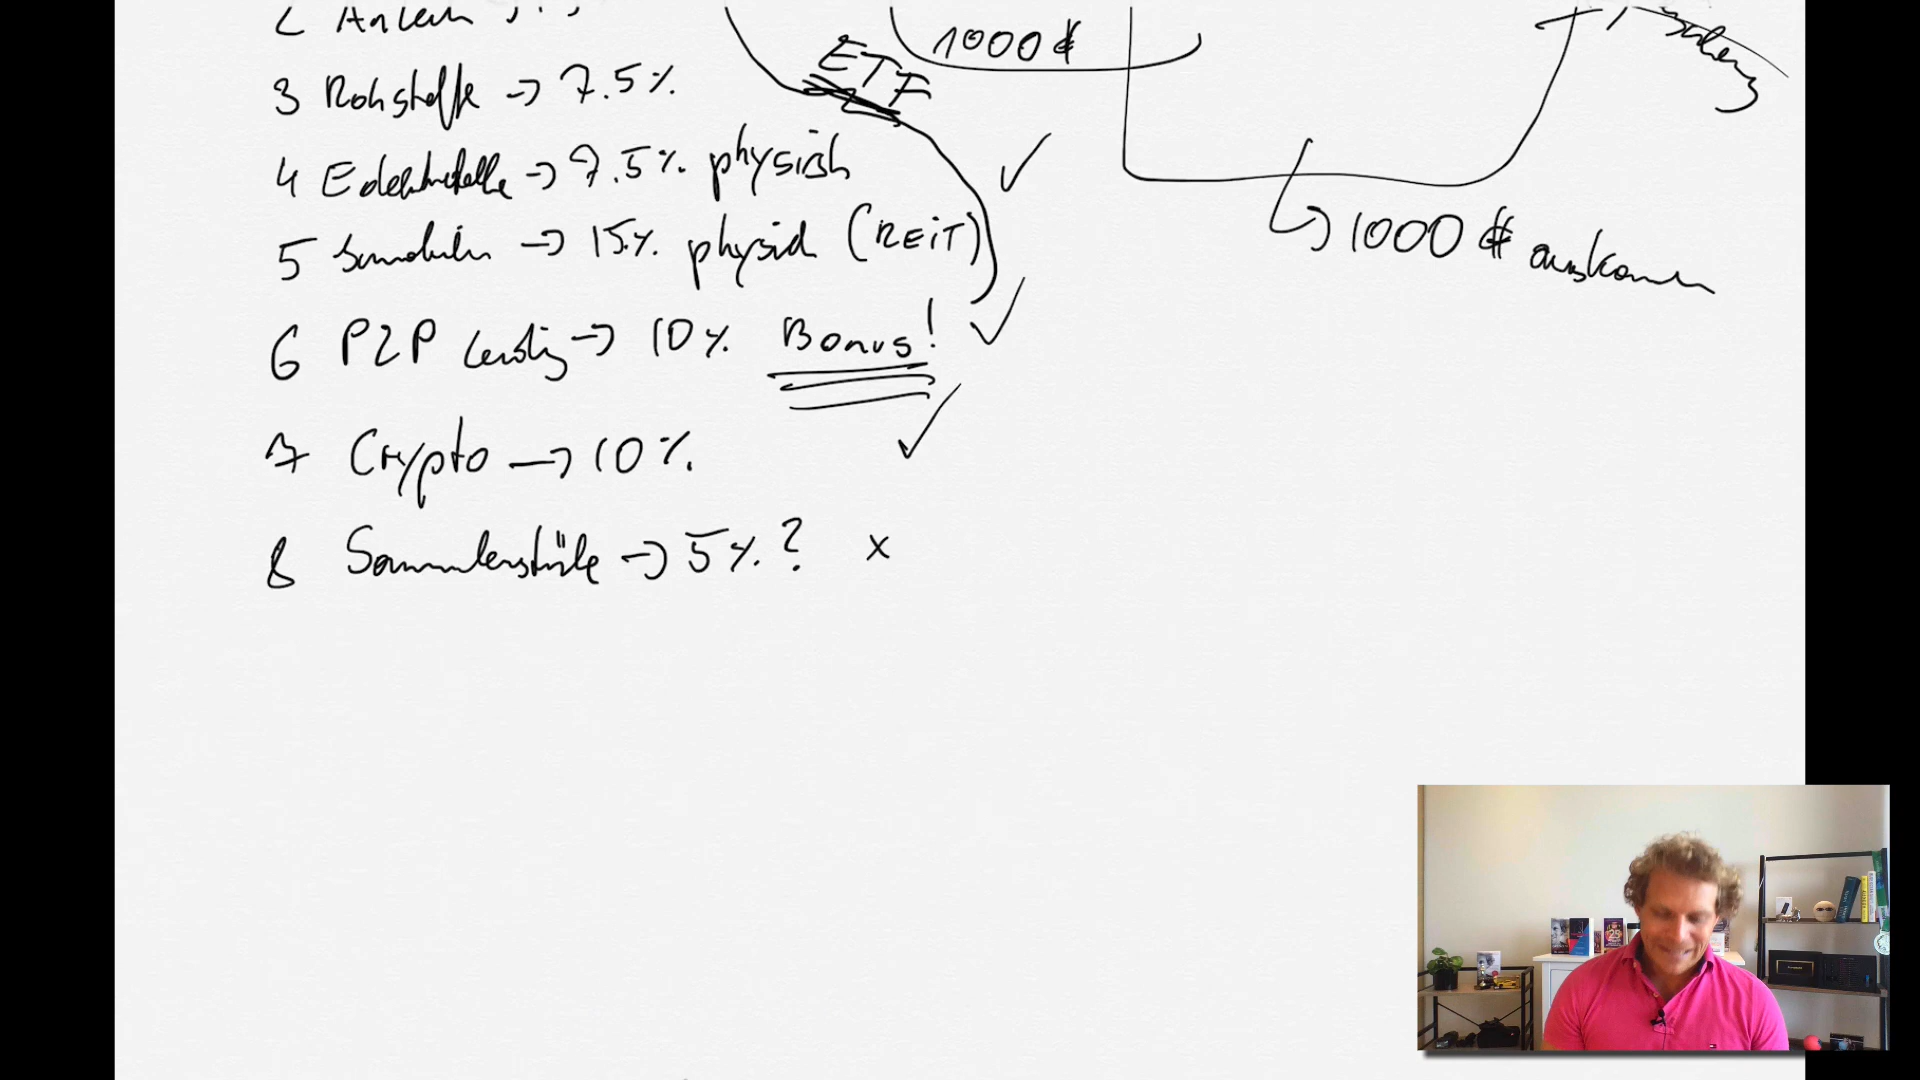 1000 €
ETF
3 Rohstoffe -> 7.5%
4 Edelmetalle -> 7.5% physisch
5 Immobilien -> 15% physisch (REiT)
1000 € auskommen
6 P2P Lending -> 10% Bonus!
7 Crypto -> 10%
8 Sammlerstücke -> 5%? x